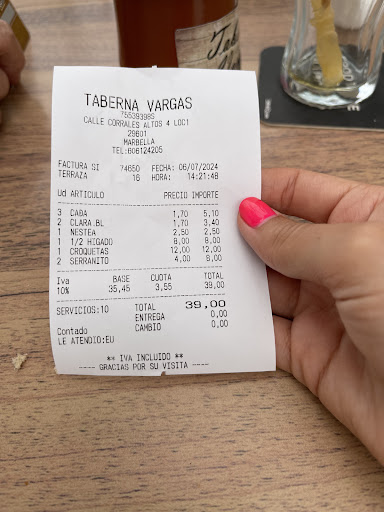 TABERNA VARGAS
75539398S
CALLE CORRALES ALTOS 4 LOC1
29601
MARBELLA
TEL:606124205
FACTURA SI 74650 FECHA: 06/07/2024
TERRAZA 16 HORA: 14:21:48
Ud ARTICULO PRECIO IMPORTE
3 CAÑA 1,70 5,10
2 CLARA.BL 1,70 3,40
1 NESTEA 2,50 2,50
1 1/2 HIGADO 8,00 8,00
1 CROQUETAS 12,00 12,00
2 SERRANITO 4,00 8,00
Iva BASE CUOTA TOTAL
10% 35,45 3,55 39,00
SERVICIOS:10 TOTAL 39,00
ENTREGA 0,00
Contado CAMBIO 0,00
LE ATENDIO:EU
** IVA INCLUIDO **
---- GRACIAS POR SU VISITA ----